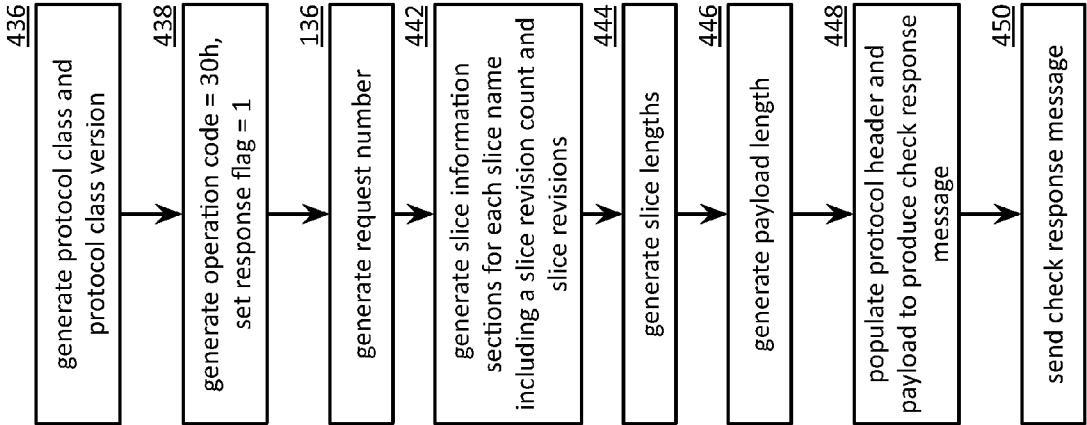 436
generate protocol class and
protocol class version
438
generate operation code = 30h,
set response flag = 1
136
generate request number
442
generate slice information
sections for each slice name
including a slice revision count and
slice revisions
444
generate slice lengths
446
generate payload length
448
populate protocol header and
payload to produce check response
message
450
send check response message